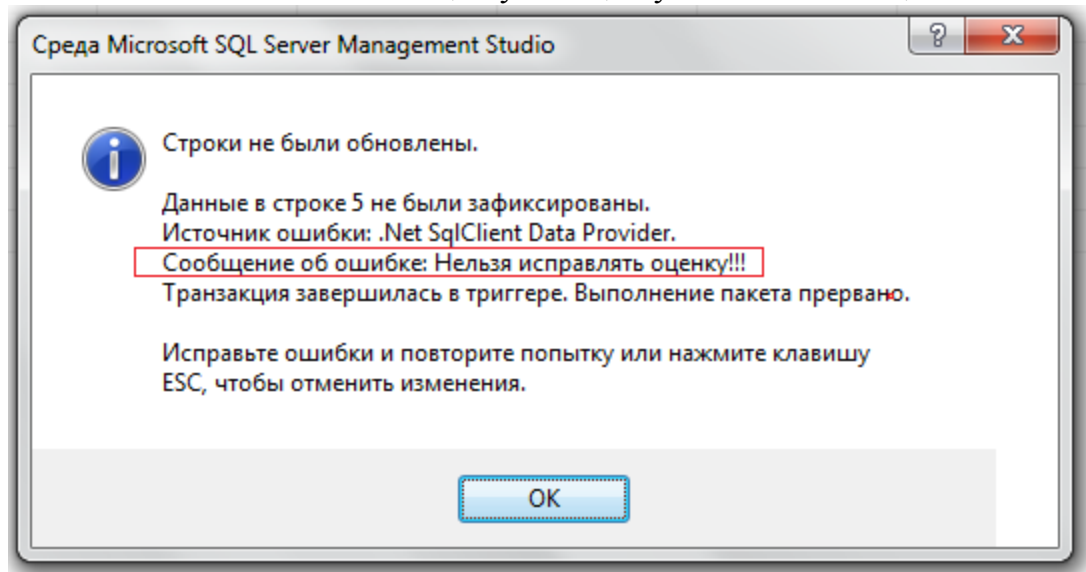 Среда Microsoft SQL Server Management Studio
Строки не были обновлены.
Данные в строке 5 не были зафиксированы.
Источник ошибки: .Net SqlClient Data Provider.
Сообщение об ошибке: Нельзя исправлять оценку!!!
Транзакция завершилась в триггере. Выполнение пакета прервано.
Исправьте ошибки и повторите попытку или нажмите клавишу
ESC, чтобы отменить изменения.
OK